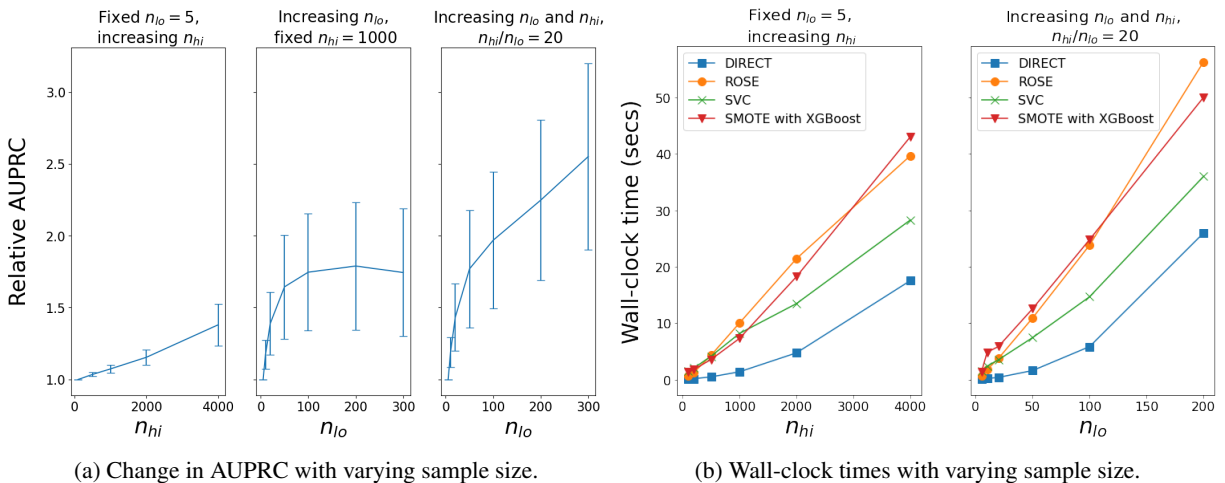 Fixed n_lo = 5,
increasing n_hi
Increasing n_lo,
fixed n_hi = 1000
Increasing n_lo and n_hi,
n_hi/n_lo = 20
Relative AUPRC
3.0
2.5
2.0
1.5
1.0
0 2000 4000
0 100 200 300
0 100 200 300
n_hi
n_lo
n_lo
(a) Change in AUPRC with varying sample size.
Fixed n_lo = 5,
increasing n_hi
Increasing n_lo and n_hi,
n_hi/n_lo = 20
Wall-clock time (secs)
DIRECT
ROSE
SVC
SMOTE with XGBoost
DIRECT
ROSE
SVC
SMOTE with XGBoost
50
40
30
20
10
0
0 1000 2000 3000 4000
0 50 100 150 200
n_hi
n_lo
(b) Wall-clock times with varying sample size.